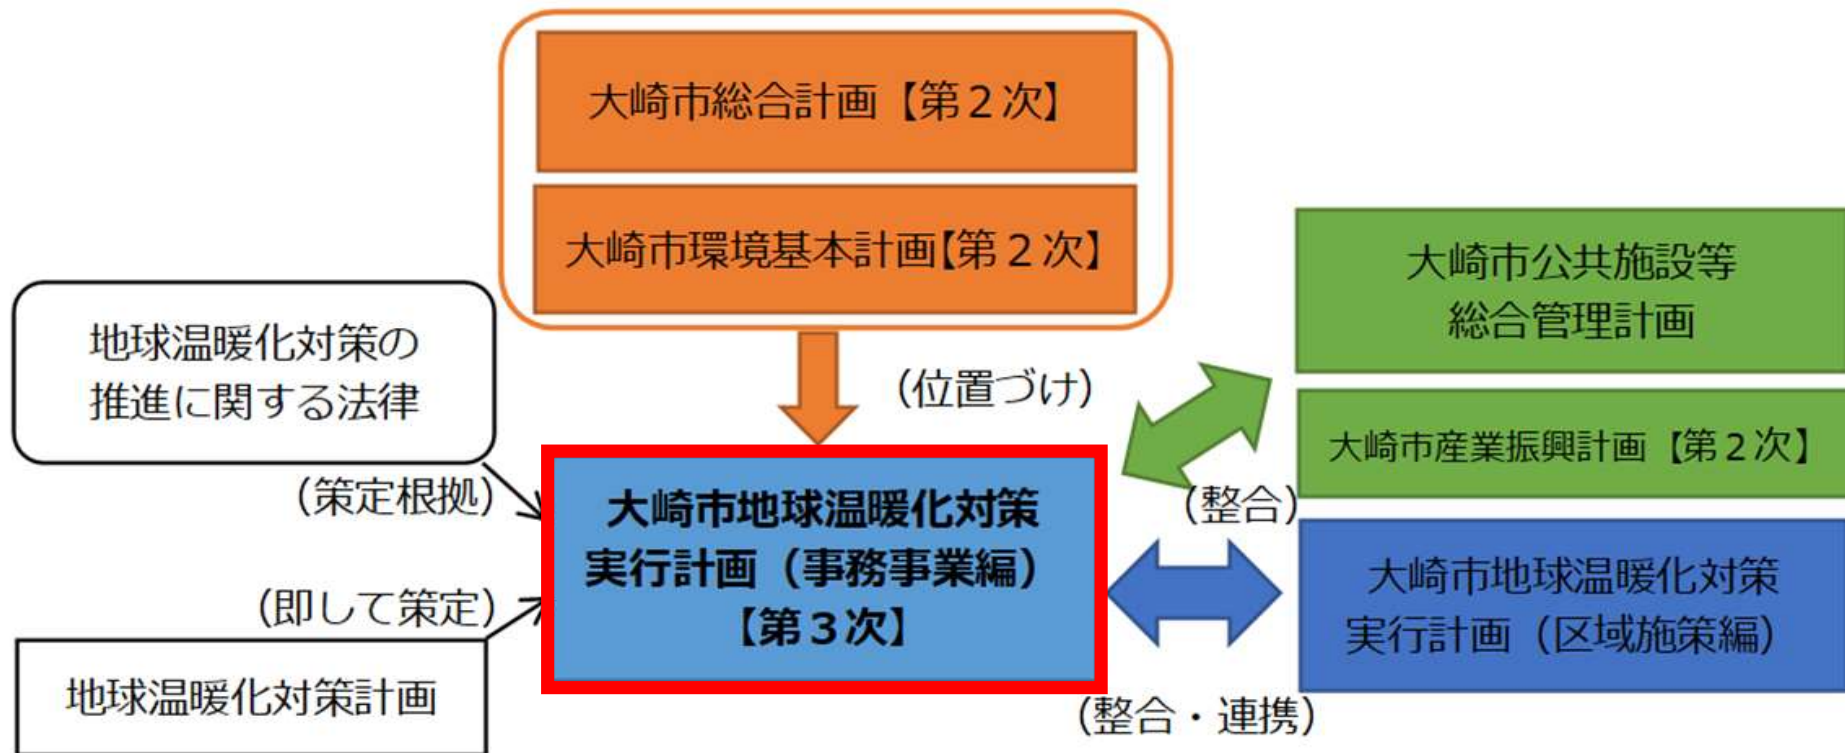 大崎市総合計画【第２次】
大崎市環境基本計画【第２次】
地球温暖化対策の
推進に関する法律
（策定根拠）
（即して策定）
地球温暖化対策計画
（位置づけ）
大崎市地球温暖化対策
実行計画（事務事業編）
【第３次】
大崎市公共施設等
総合管理計画
大崎市産業振興計画【第２次】
（整合）
大崎市地球温暖化対策
実行計画（区域施策編）
（整合・連携）